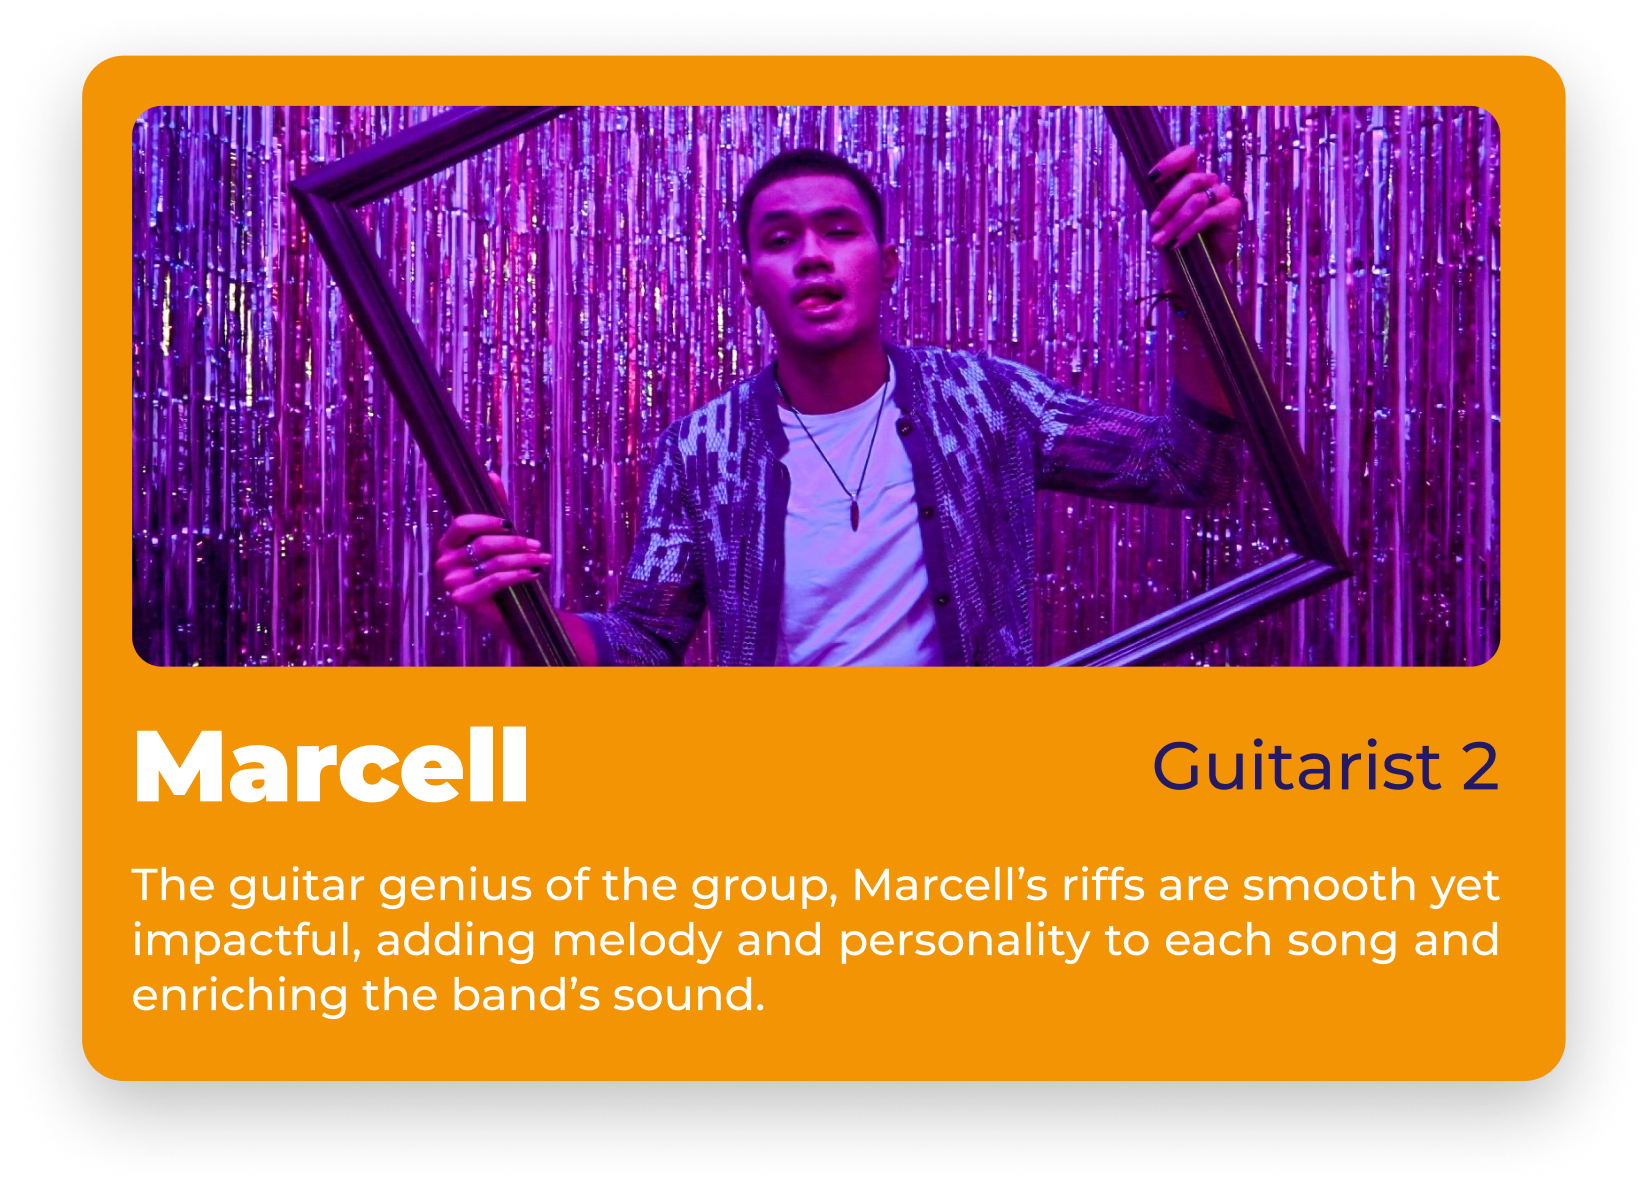 Marcell
Guitarist 2
The guitar genius of the group, Marcell’s riffs are smooth yet
impactful, adding melody and personality to each song and
enriching the band’s sound.